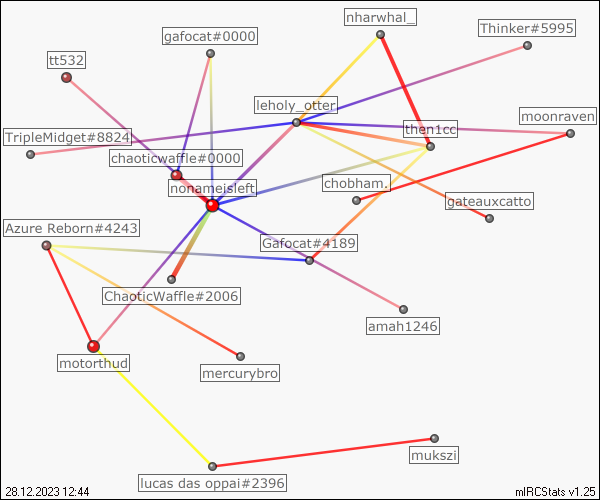 nharwhal_
Thinker#5995
gafocat#0000
tt532
leholy_otter
moonraven
then1cc
TripleMidget#8824
chaoticwaffle#0000
chobham.
nonameisleft
gateauxcatto
Azure Reborn#4243
Gafocat#4189
ChaoticWaffle#2006
amah1246
motorthud
mercurybro
mukszi
lucas das oppai#2396
28.12.2023 12:44
mIRCStats v1.25